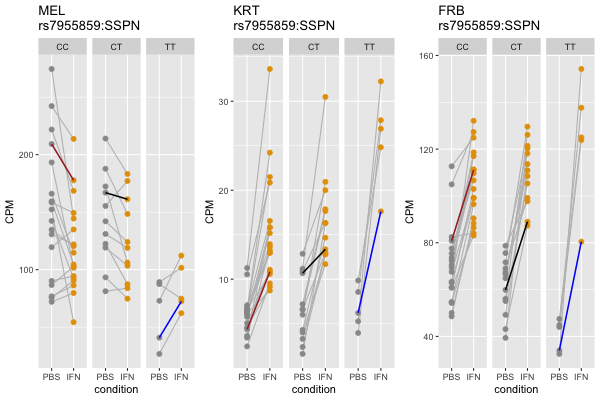 MEL
rs7955859:SSPN
CC CT TT
CPM
200
100
PBS IFN PBS IFN PBS IFN
condition
KRT
rs7955859:SSPN
CC CT TT
CPM
30
20
10
PBS IFN PBS IFN PBS IFN
condition
FRB
rs7955859:SSPN
CC CT TT
CPM
160
120
80
40
PBS IFN PBS IFN PBS IFN
condition